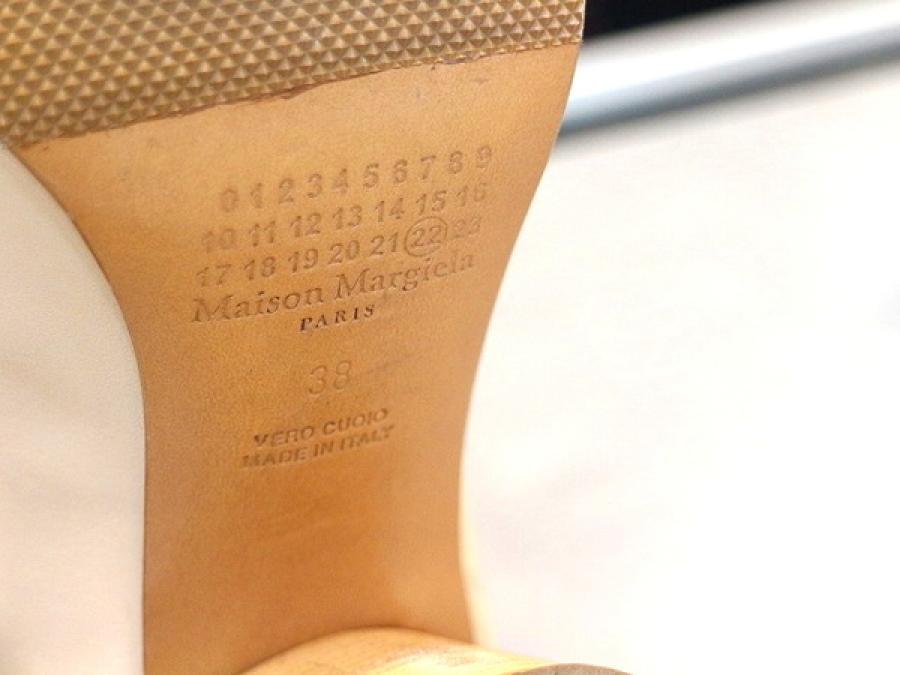 0 1 2 3 4 5 6 7 8 9
10 11 12 13 14 15 16
17 18 19 20 21 22 23
Maison Margiela
PARIS
38
VERO CUOIO
MADE IN ITALY